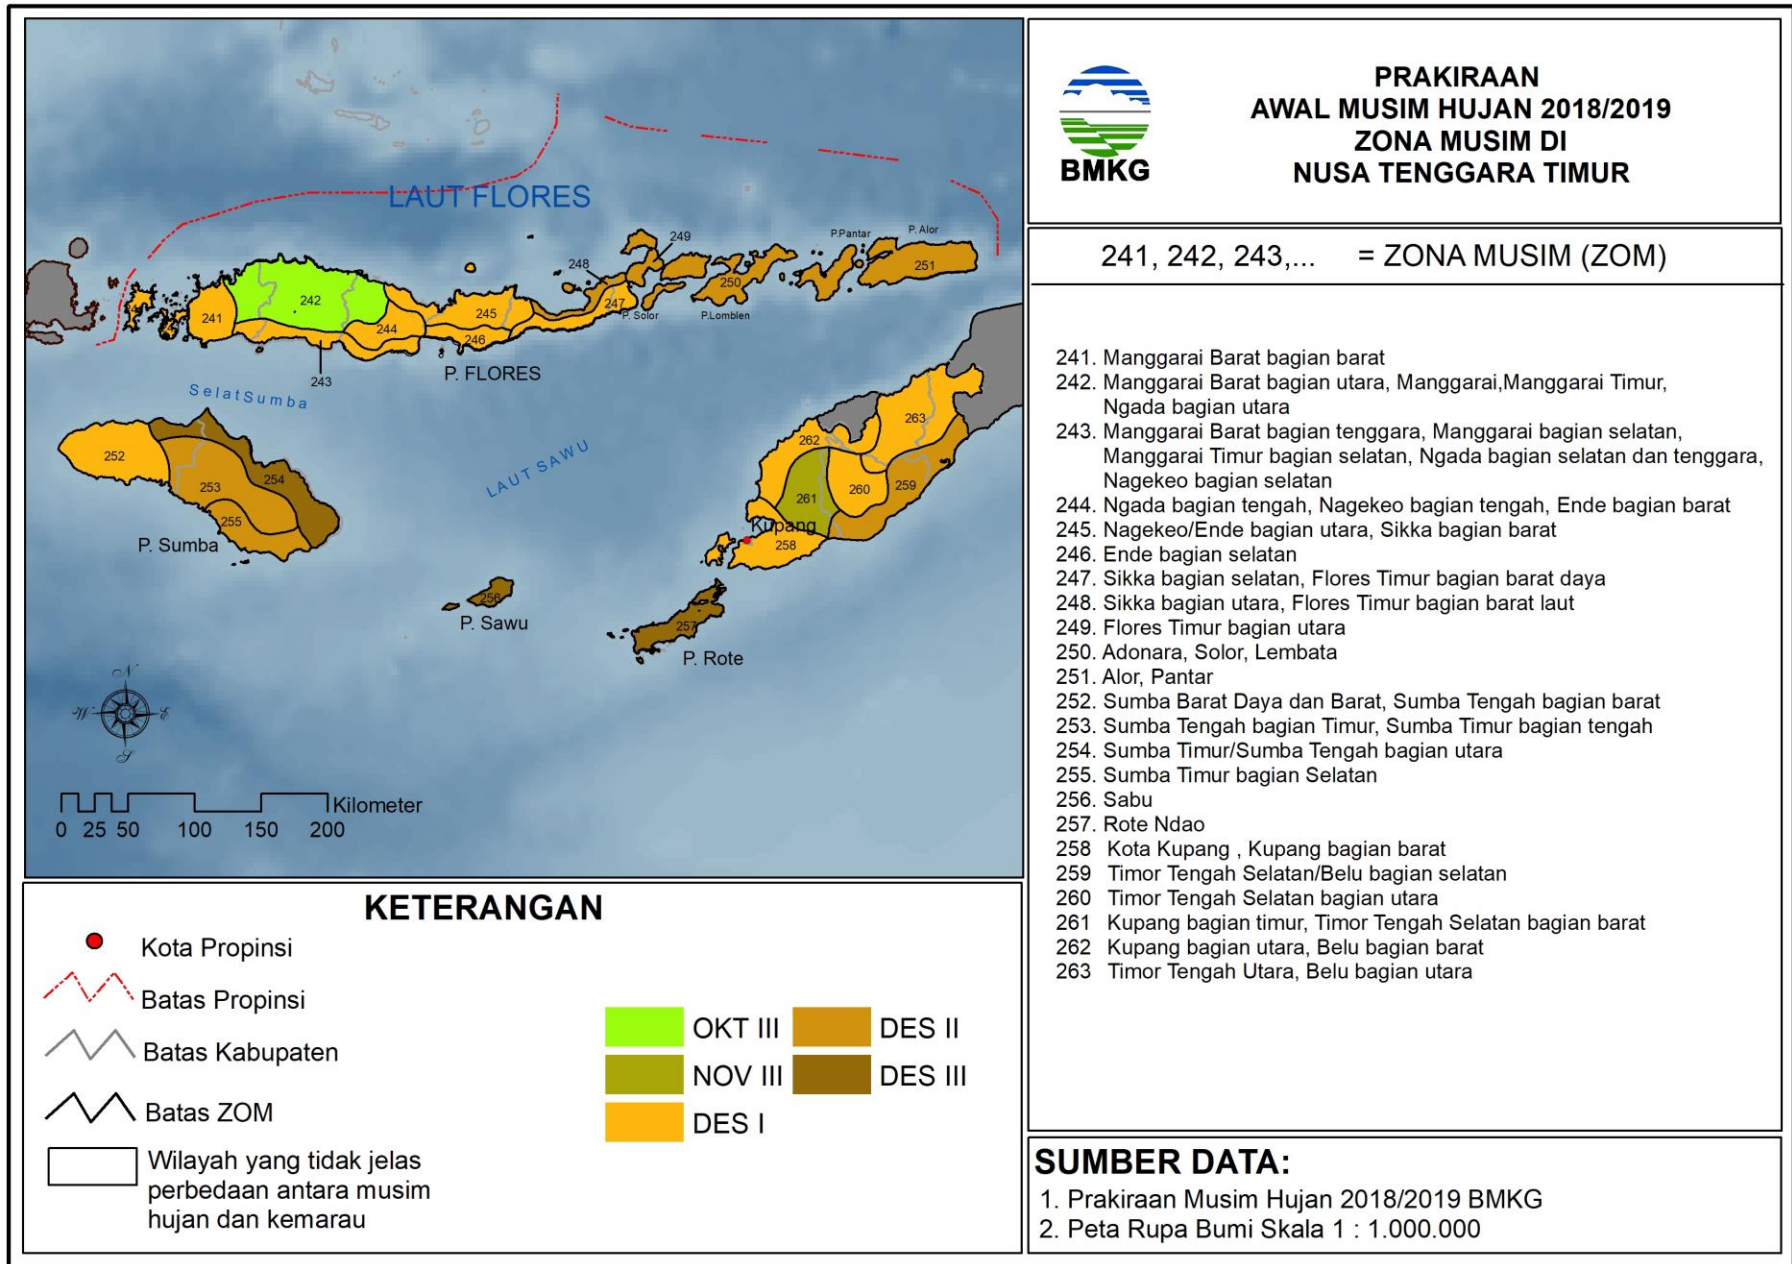 LAUT FLORES
P.Pantar
P. Alor
249
248
251
250
247
P. Solor
P.Lomblen
241
242
245
244
246
243
P. FLORES
SelatSumba
LAUT SAWU
252
253
254
255
P. Sumba
263
262
260
259
261
Kupang
258
256
P. Sawu
257
P. Rote
N
W
E
S
Kilometer
0 25 50 100 150 200
BMKG
PRAKIRAAN
AWAL MUSIM HUJAN 2018/2019
ZONA MUSIM DI
NUSA TENGGARA TIMUR
241, 242, 243,... = ZONA MUSIM (ZOM)
241. Manggarai Barat bagian barat
242. Manggarai Barat bagian utara, Manggarai,Manggarai Timur,
Ngada bagian utara
243. Manggarai Barat bagian tenggara, Manggarai bagian selatan,
Manggarai Timur bagian selatan, Ngada bagian selatan dan tenggara,
Nagekeo bagian selatan
244. Ngada bagian tengah, Nagekeo bagian tengah, Ende bagian barat
245. Nagekeo/Ende bagian utara, Sikka bagian barat
246. Ende bagian selatan
247. Sikka bagian selatan, Flores Timur bagian barat daya
248. Sikka bagian utara, Flores Timur bagian barat laut
249. Flores Timur bagian utara
250. Adonara, Solor, Lembata
251. Alor, Pantar
252. Sumba Barat Daya dan Barat, Sumba Tengah bagian barat
253. Sumba Tengah bagian Timur, Sumba Timur bagian tengah
254. Sumba Timur/Sumba Tengah bagian utara
255. Sumba Timur bagian Selatan
256. Sabu
257. Rote Ndao
258 Kota Kupang , Kupang bagian barat
259 Timor Tengah Selatan/Belu bagian selatan
260 Timor Tengah Selatan bagian utara
261 Kupang bagian timur, Timor Tengah Selatan bagian barat
262 Kupang bagian utara, Belu bagian barat
263 Timor Tengah Utara, Belu bagian utara
KETERANGAN
Kota Propinsi
Batas Propinsi
Batas Kabupaten
Batas ZOM
Wilayah yang tidak jelas
perbedaan antara musim
hujan dan kemarau
OKT III
DES II
NOV III
DES III
DES I
SUMBER DATA:
1. Prakiraan Musim Hujan 2018/2019 BMKG
2. Peta Rupa Bumi Skala 1 : 1.000.000